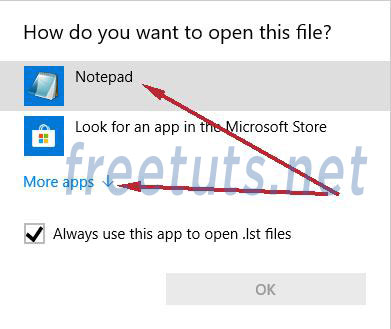 How do you want to open this file?
Notepad
Look for an app in the Microsoft Store
freetuts.net
More apps ↓
Always use this app to open .lst files
OK